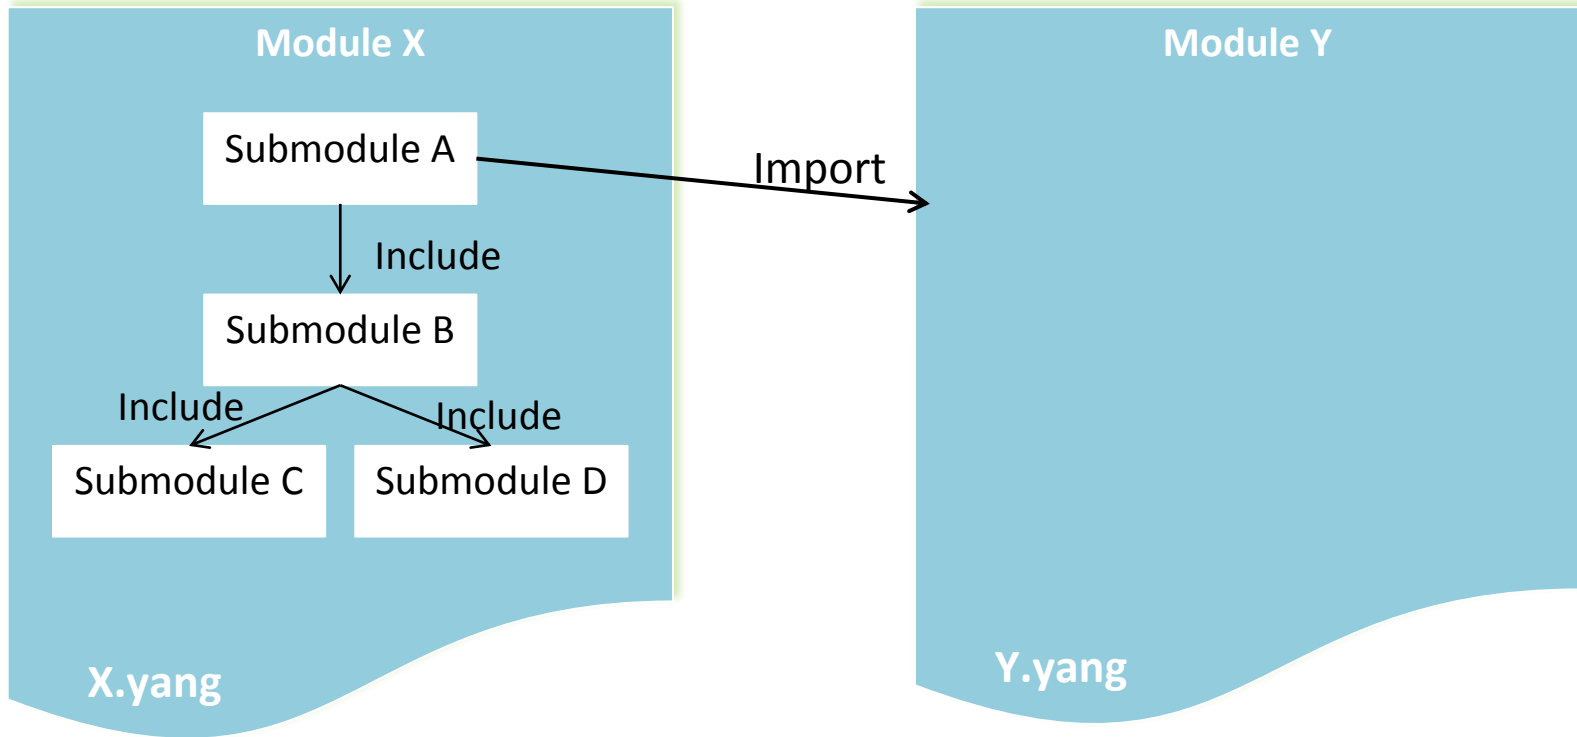 Module X
Module Y
Submodule A
Import
Include
Submodule B
Include
Include
Submodule C
Submodule D
X.yang
Y.yang